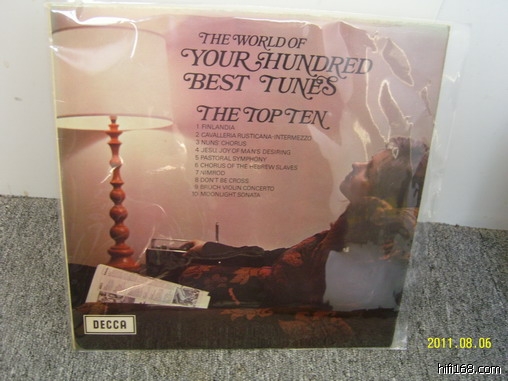 THE WORLD OF
YOUR HUNDRED
BEST TUNES
THE TOP TEN
1 FINLANDIA
2 CAVALLERIA RUSTICANA-INTERMEZZO
3 NUNS' CHORUS
4 JESU, JOY OF MAN'S DESIRING
5 PASTORAL SYMPHONY
6 CHORUS OF THE HEBREW SLAVES
7 NIMROD
8 DON'T BE CROSS
9 BRUCH VIOLIN CONCERTO
10 MOONLIGHT SONATA
DECCA
2011.08.06
hifi168.com